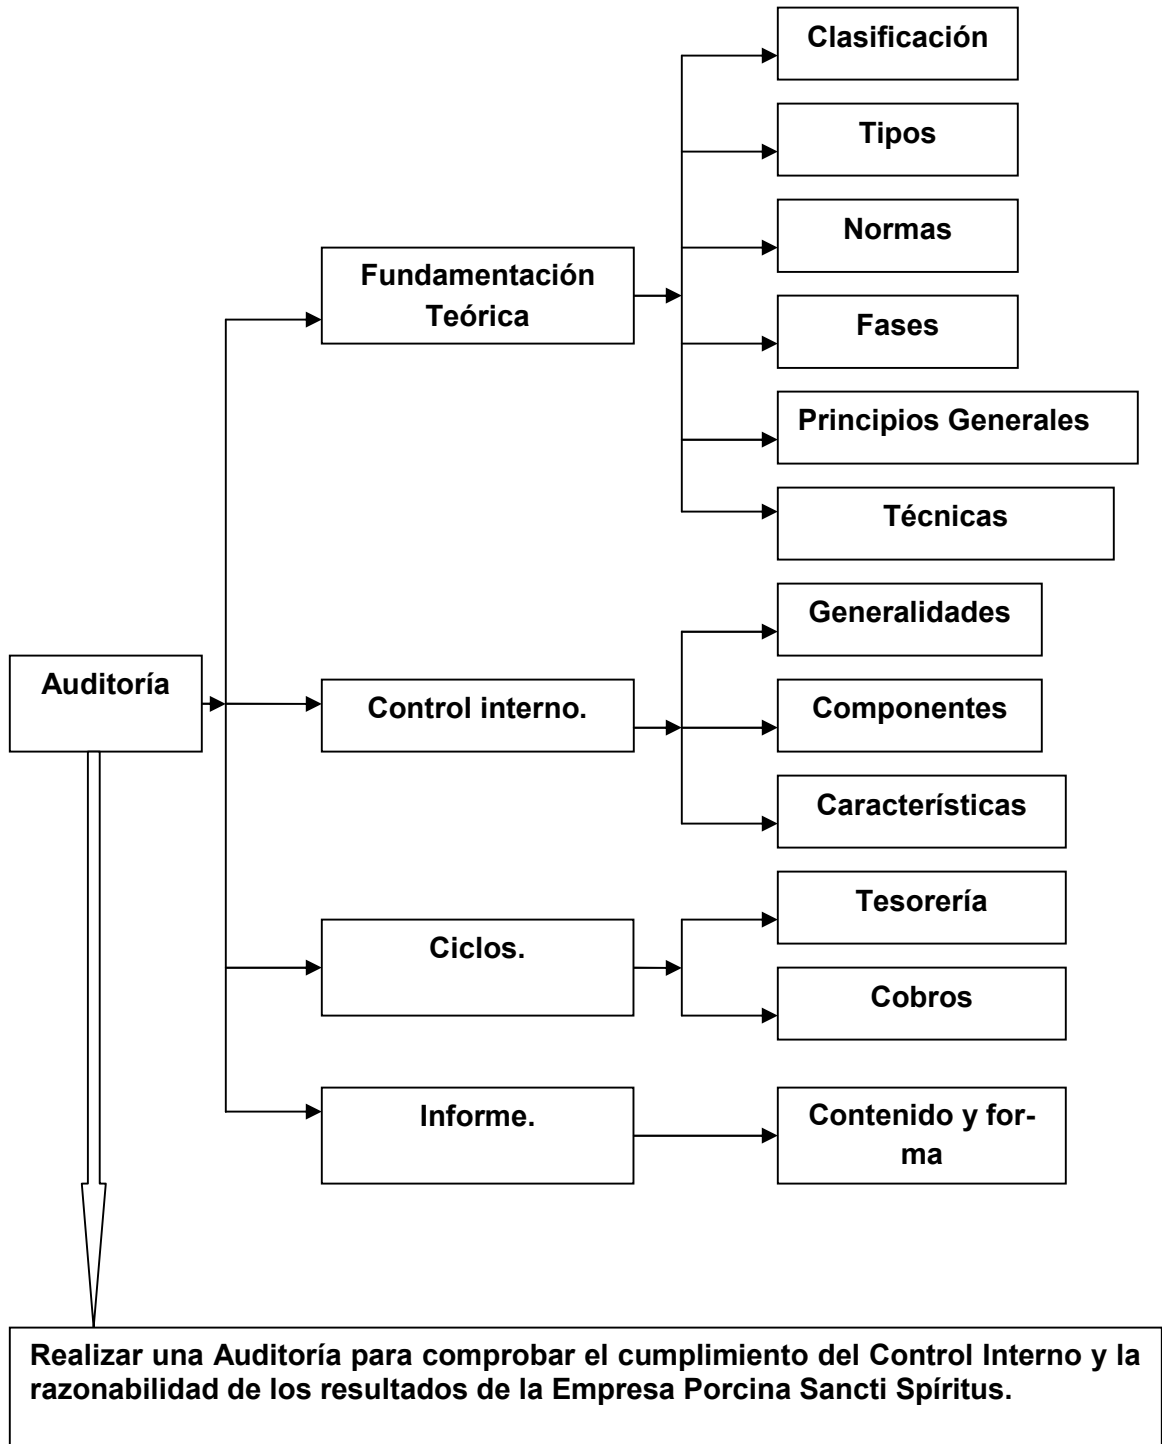 Clasificación
Tipos
Normas
Fundamentación
Teórica
Fases
Principios Generales
Técnicas
Generalidades
Auditoría
Control interno.
Componentes
Características
Tesorería
Ciclos.
Cobros
Informe.
Contenido y for-
ma
Realizar una Auditoría para comprobar el cumplimiento del Control Interno y la
razonabilidad de los resultados de la Empresa Porcina Sancti Spíritus.